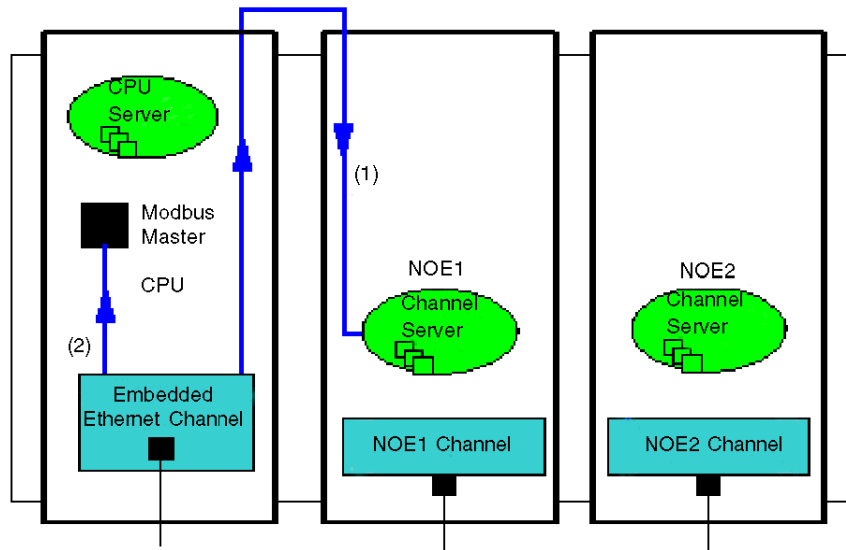 CPU
Server
(1)
Modbus
Master
CPU
(2)
Embedded
Ethernet Channel
NOE1
Channel
Server
NOE1 Channel
NOE2
Channel
Server
NOE2 Channel